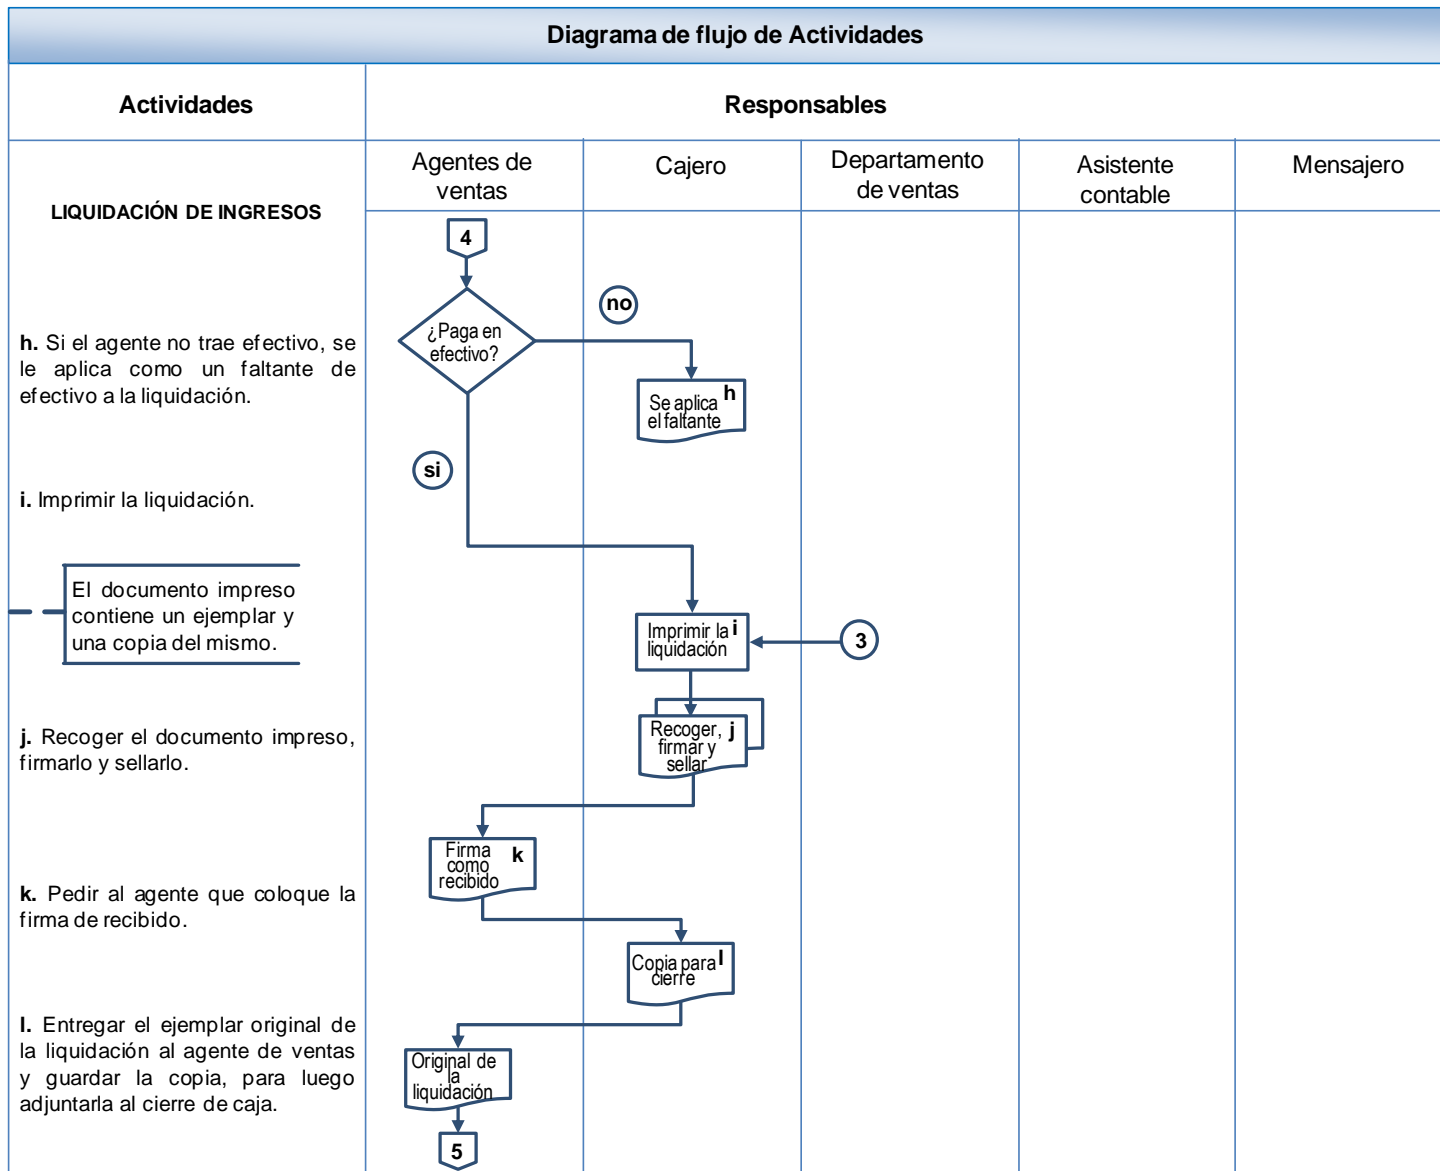 Diagrama de flujo de Actividades
Actividades
Responsables
Agentes de
ventas
Cajero
Departamento
de ventas
Asistente
contable
Mensajero
LIQUIDACIÓN DE INGRESOS
4
¿Paga en
efectivo?
no
h. Si el agente no trae efectivo, se
le aplica como un faltante de
efectivo a la liquidación.
Se aplica h
el faltante
si
i. Imprimir la liquidación.
El documento impreso
contiene un ejemplar y
una copia del mismo.
Imprimir la i
liquidación
3
j. Recoger el documento impreso,
firmarlo y sellarlo.
Recoger, j
firmar y
sellar
Firma k
como
recibido
k. Pedir al agente que coloque la
firma de recibido.
Copia para l
cierre
l. Entregar el ejemplar original de
la liquidación al agente de ventas
y guardar la copia, para luego
adjuntarla al cierre de caja.
Original de
la
liquidación
5